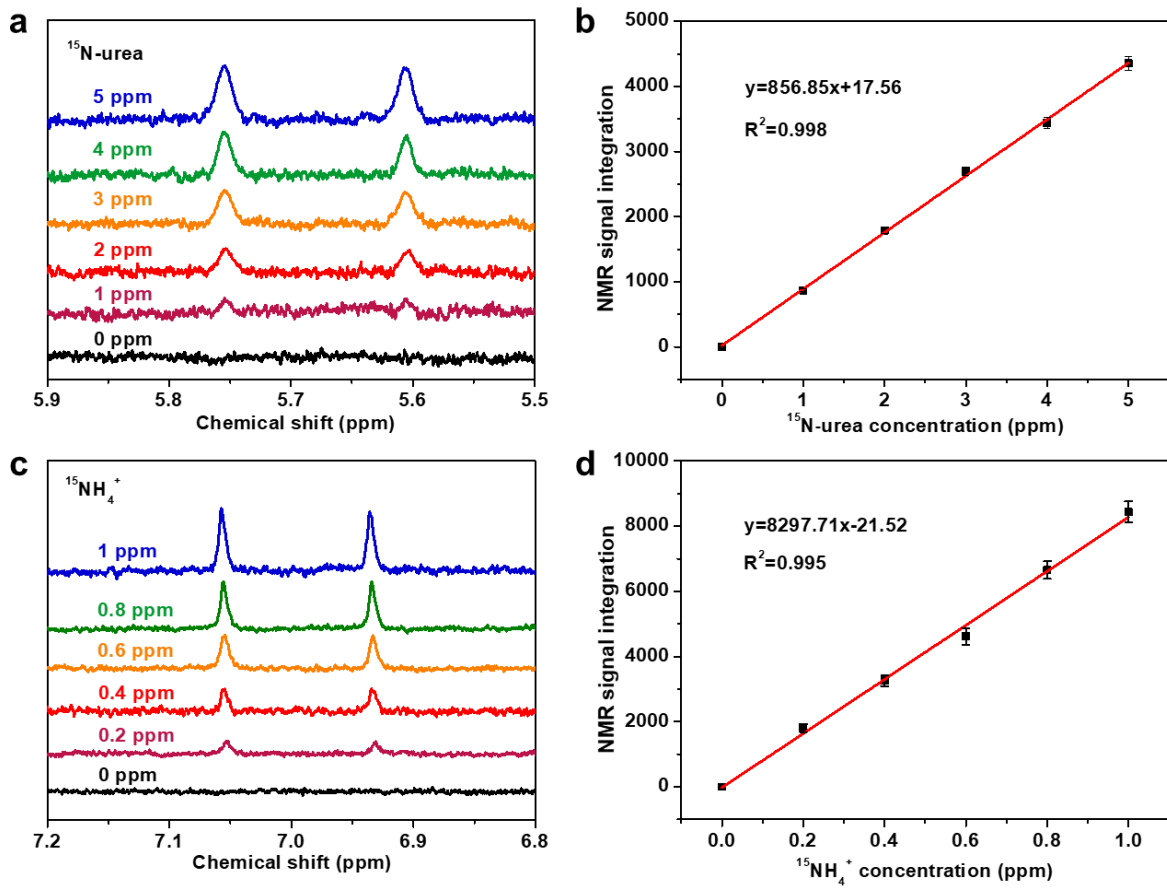 a
¹⁵N-urea
5 ppm
4 ppm
3 ppm
2 ppm
1 ppm
0 ppm
5.9 5.8 5.7 5.6 5.5
Chemical shift (ppm)
b
y=856.85x+17.56
R²=0.998
5000
4000
3000
2000
1000
0
NMR signal integration
0 1 2 3 4 5
¹⁵N-urea concentration (ppm)
c
¹⁵NH₄⁺
1 ppm
0.8 ppm
0.6 ppm
0.4 ppm
0.2 ppm
0 ppm
7.2 7.1 7.0 6.9 6.8
Chemical shift (ppm)
d
y=8297.71x-21.52
R²=0.995
10000
8000
6000
4000
2000
0
NMR signal integration
0.0 0.2 0.4 0.6 0.8 1.0
¹⁵NH₄⁺ concentration (ppm)